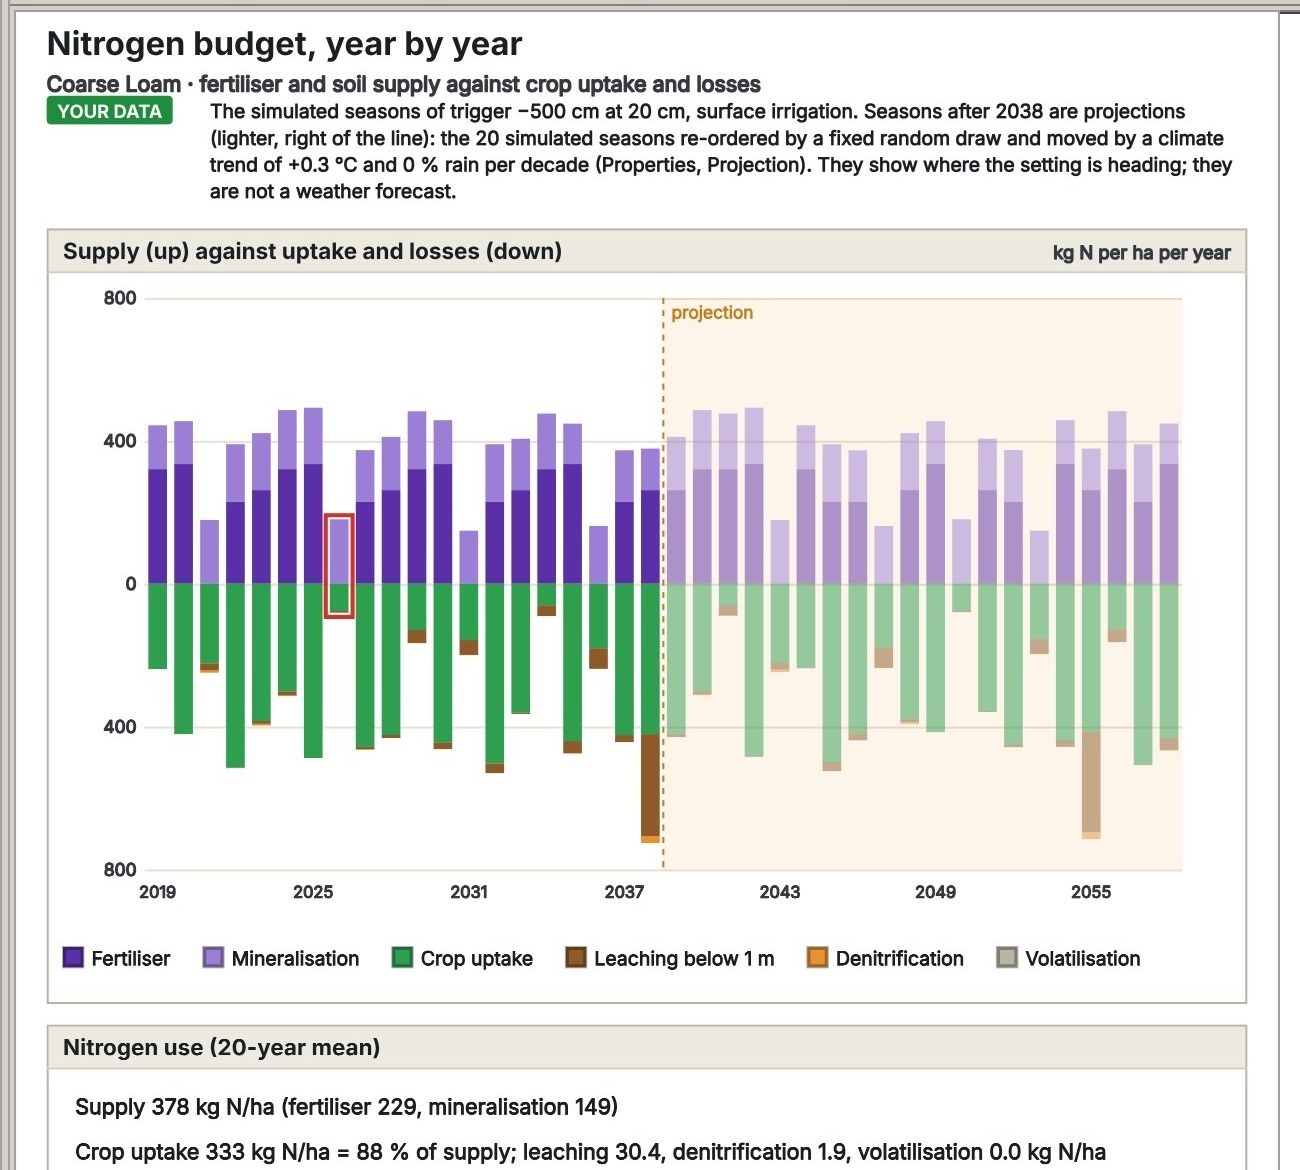 Nitrogen budget, year by year
Coarse Loam · fertiliser and soil supply against crop uptake and losses
YOUR DATA
The simulated seasons of trigger −500 cm at 20 cm, surface irrigation. Seasons after 2038 are projections
(lighter, right of the line): the 20 simulated seasons re-ordered by a fixed random draw and moved by a climate
trend of +0.3 °C and 0 % rain per decade (Properties, Projection). They show where the setting is heading; they
are not a weather forecast.
Supply (up) against uptake and losses (down)
kg N per ha per year
800
projection
400
0
400
800
2019 2025 2031 2037 2043 2049 2055
Fertiliser Mineralisation Crop uptake Leaching below 1 m Denitrification Volatilisation
Nitrogen use (20-year mean)
Supply 378 kg N/ha (fertiliser 229, mineralisation 149)
Crop uptake 333 kg N/ha = 88 % of supply; leaching 30.4, denitrification 1.9, volatilisation 0.0 kg N/ha